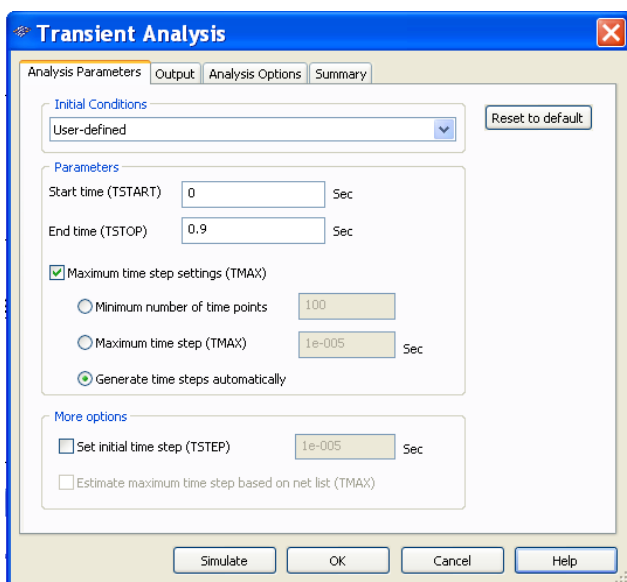 Transient Analysis
Analysis Parameters Output Analysis Options Summary
Initial Conditions
User-defined
Reset to default
Parameters
Start time (TSTART) 0 Sec
End time (TSTOP) 0.9 Sec
Maximum time step settings (TMAX)
Minimum number of time points 100
Maximum time step (TMAX) 1e-005 Sec
Generate time steps automatically
More options
Set initial time step (TSTEP) 1e-005 Sec
Estimate maximum time step based on net list (TMAX)
Simulate OK Cancel Help